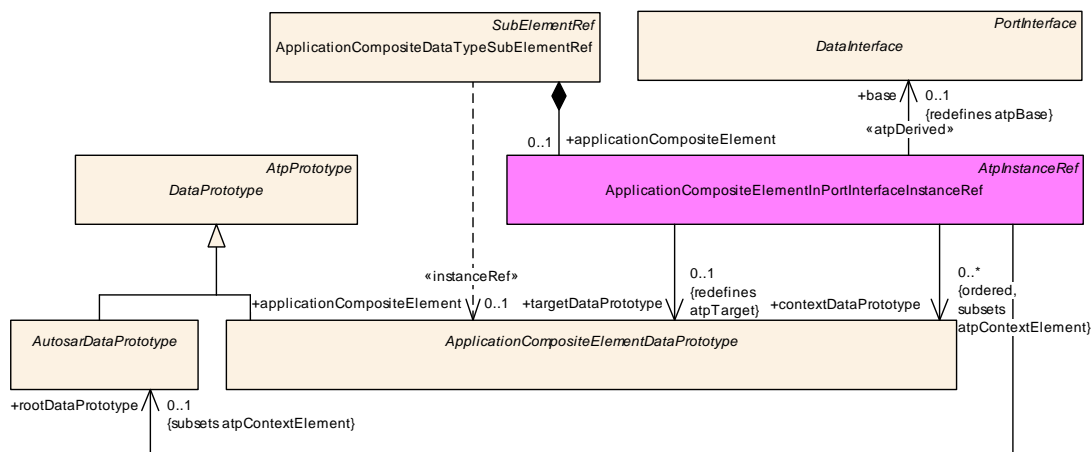 SubElementRef
ApplicationCompositeDataTypeSubElementRef
PortInterface
DataInterface
+base
0..1
{redefines atpBase}
«atpDerived»
0..1
+applicationCompositeElement
AtpPrototype
DataPrototype
AtpInstanceRef
ApplicationCompositeElementInPortInterfaceInstanceRef
«instanceRef»
+applicationCompositeElement
0..1
+targetDataPrototype
0..1
{redefines
atpTarget}
+contextDataPrototype
0..*
{ordered,
subsets
atpContextElement}
AutosarDataPrototype
ApplicationCompositeElementDataPrototype
+rootDataPrototype
0..1
{subsets atpContextElement}